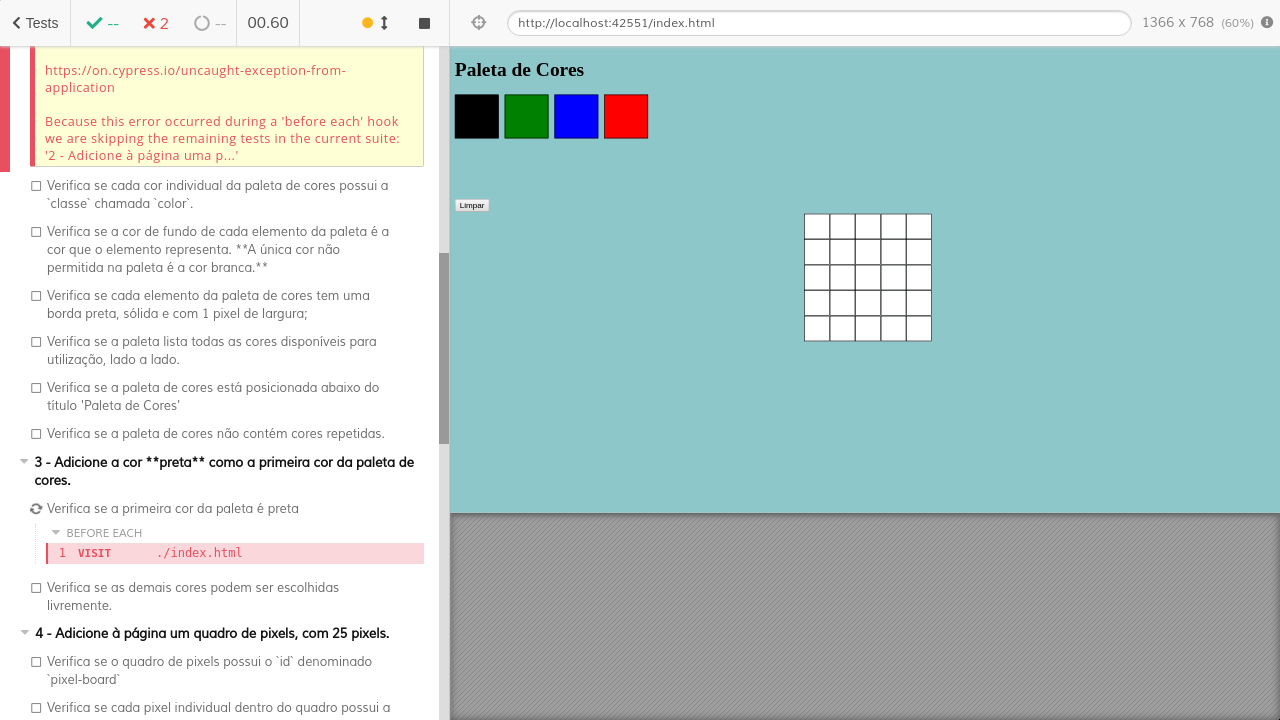 Tests
--
2
--
00.60
http://localhost:42551/index.html
1366 x 768 (60%)
https://on.cypress.io/uncaught-exception-from-
application
Because this error occurred during a 'before each' hook
we are skipping the remaining tests in the current suite:
'2 - Adicione à página uma p...'
Verifica se cada cor individual da paleta de cores possui a
`classe` chamada `color`.
Verifica se a cor de fundo de cada elemento da paleta é a
cor que o elemento representa. **A única cor não
permitida na paleta é a cor branca.**
Verifica se cada elemento da paleta de cores tem uma
borda preta, sólida e com 1 pixel de largura;
Verifica se a paleta lista todas as cores disponíveis para
utilização, lado a lado.
Verifica se a paleta de cores está posicionada abaixo do
título 'Paleta de Cores'
Verifica se a paleta de cores não contém cores repetidas.
3 - Adicione a cor **preta** como a primeira cor da paleta de
cores.
Verifica se a primeira cor da paleta é preta
BEFORE EACH
1 VISIT ./index.html
Verifica se as demais cores podem ser escolhidas
livremente.
4 - Adicione à página um quadro de pixels, com 25 pixels.
Verifica se o quadro de pixels possui o `id` denominado
`pixel-board`
Verifica se cada pixel individual dentro do quadro possui a
Paleta de Cores
Limpar